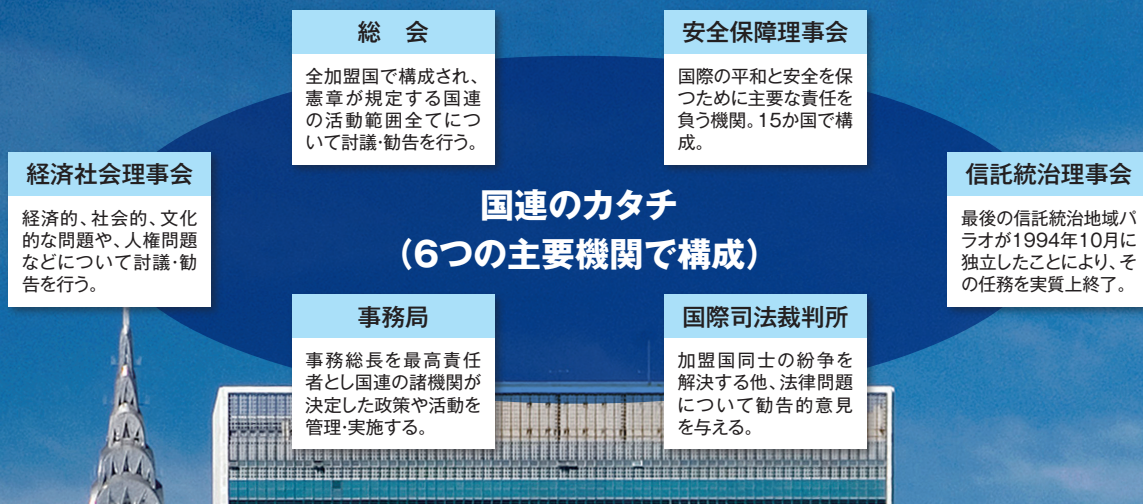 総　会
全加盟国で構成され、
憲章が規定する国連
の活動範囲全てにつ
いて討議・勧告を行う。
安全保障理事会
国際の平和と安全を保
つために主要な責任を
負う機関。15か国で構
成。
経済社会理事会
経済的、社会的、文化
的な問題や、人権問題
などについて討議・勧
告を行う。
国連のカタチ
（6つの主要機関で構成）
信託統治理事会
最後の信託統治地域パ
ラオが1994年10月に
独立したことにより、そ
の任務を実質上終了。
事務局
事務総長を最高責任
者とし国連の諸機関が
決定した政策や活動を
管理・実施する。
国際司法裁判所
加盟国同士の紛争を
解決する他、法律問題
について勧告的意見
を与える。